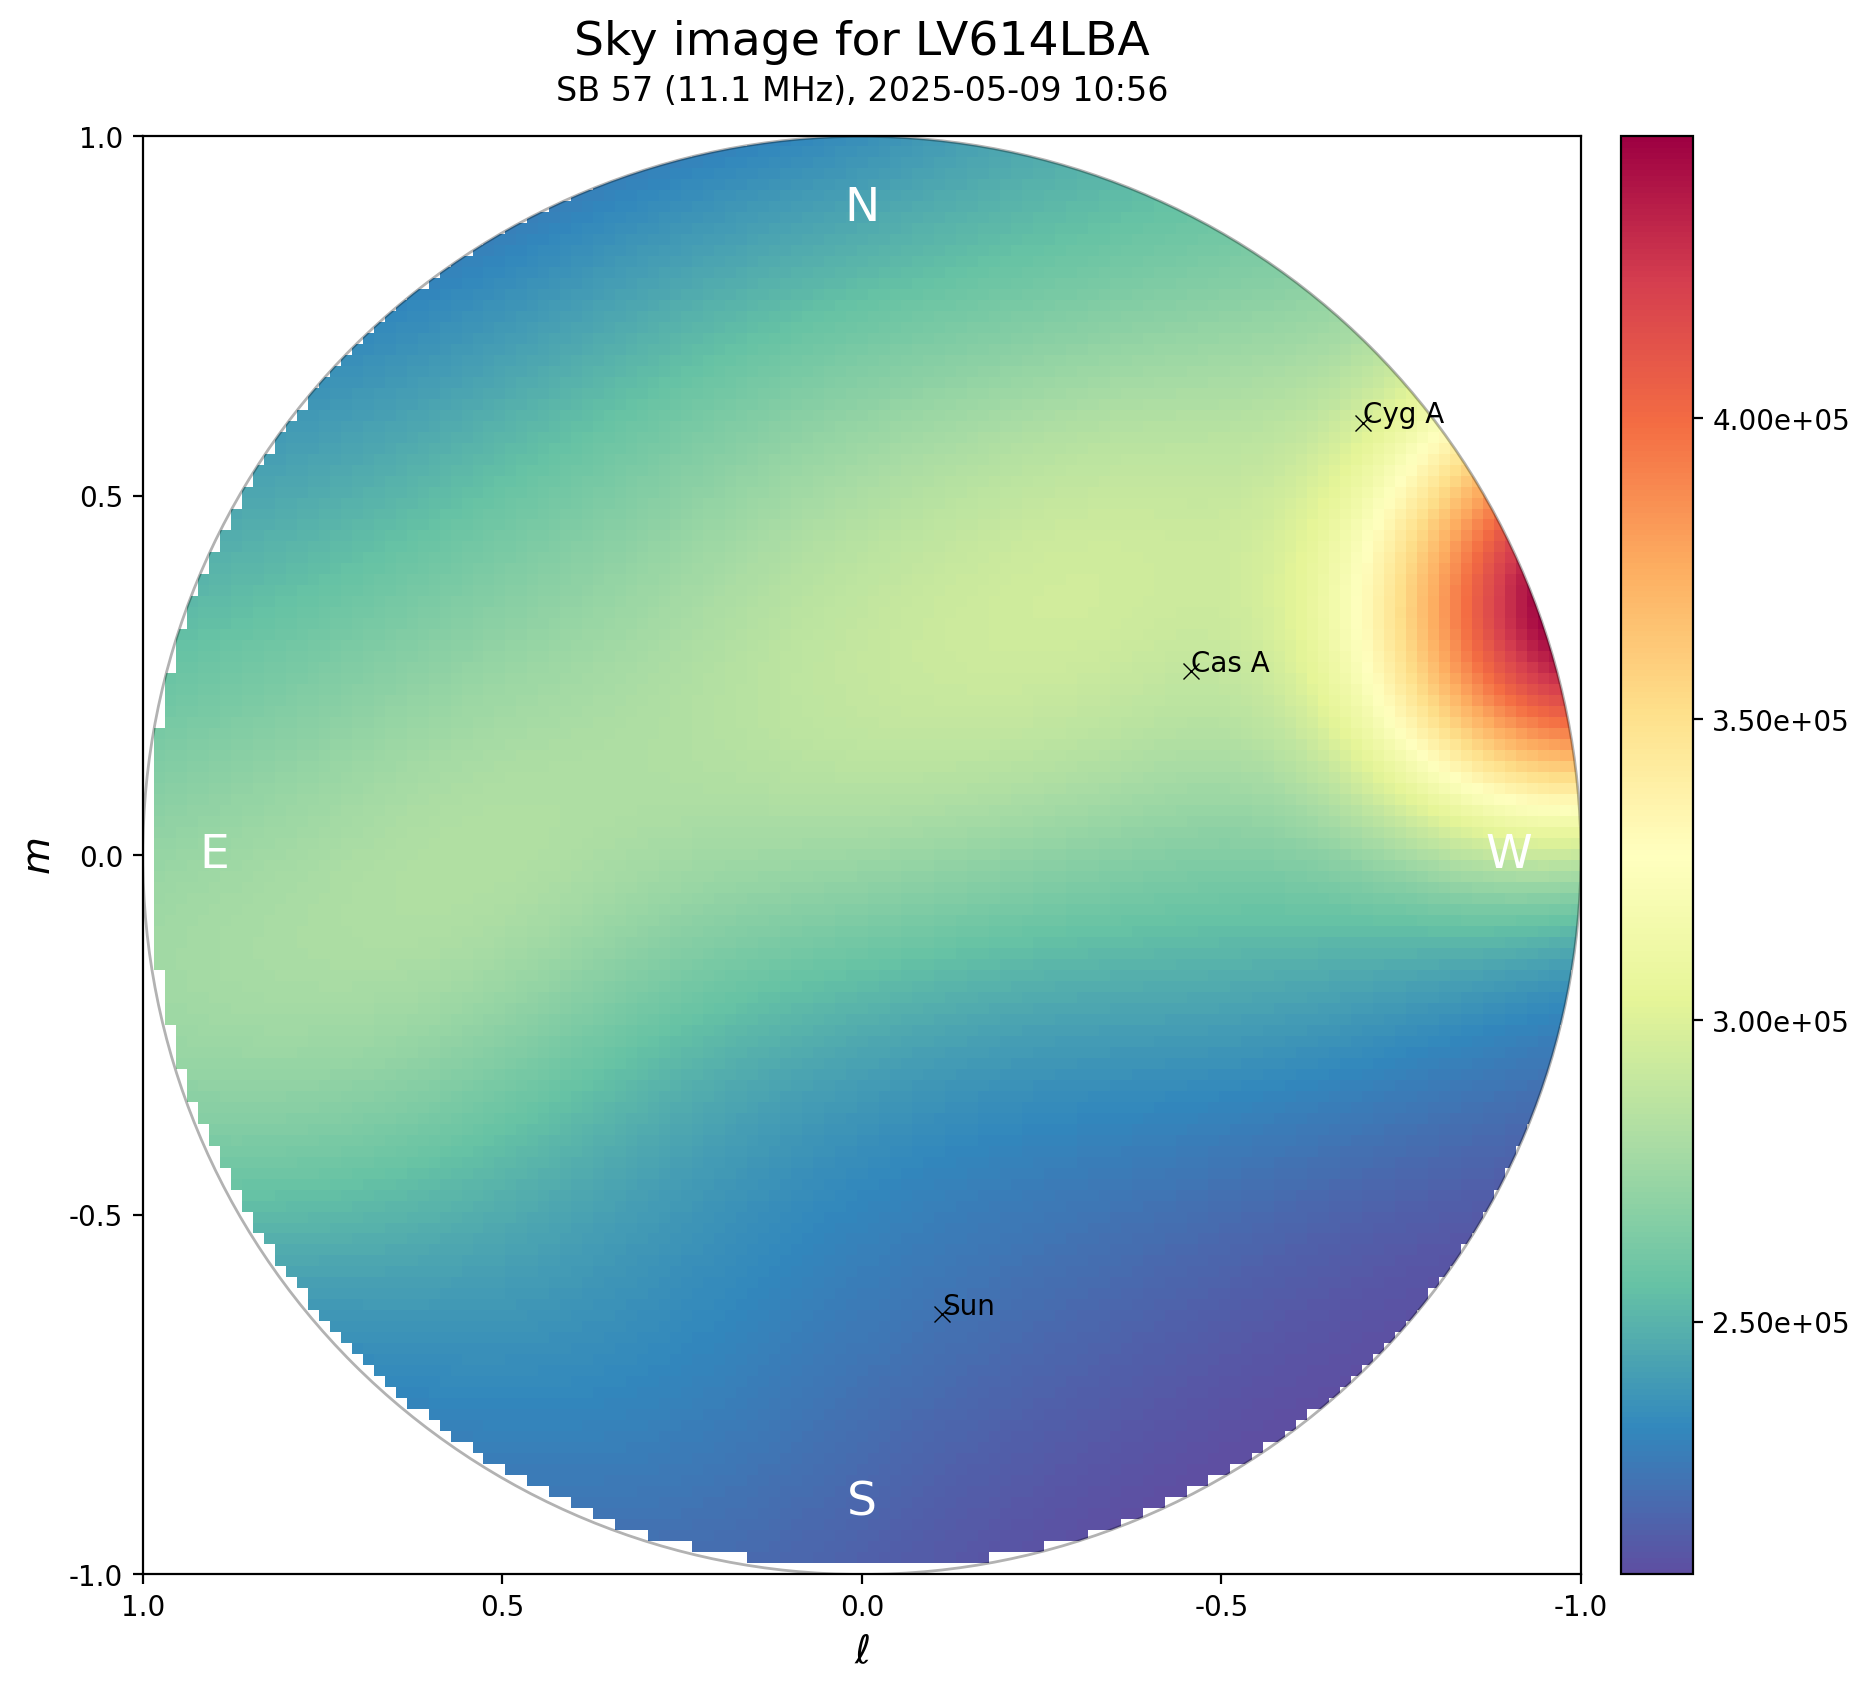 Sky image for LV614LBA
SB 57 (11.1 MHz), 2025-05-09 10:56
1.0
0.5
0.0
-0.5
-1.0
m
N
E
W
S
Cyg A
Cas A
Sun
1.0
0.5
0.0
-0.5
-1.0
ℓ
4.00e+05
3.50e+05
3.00e+05
2.50e+05